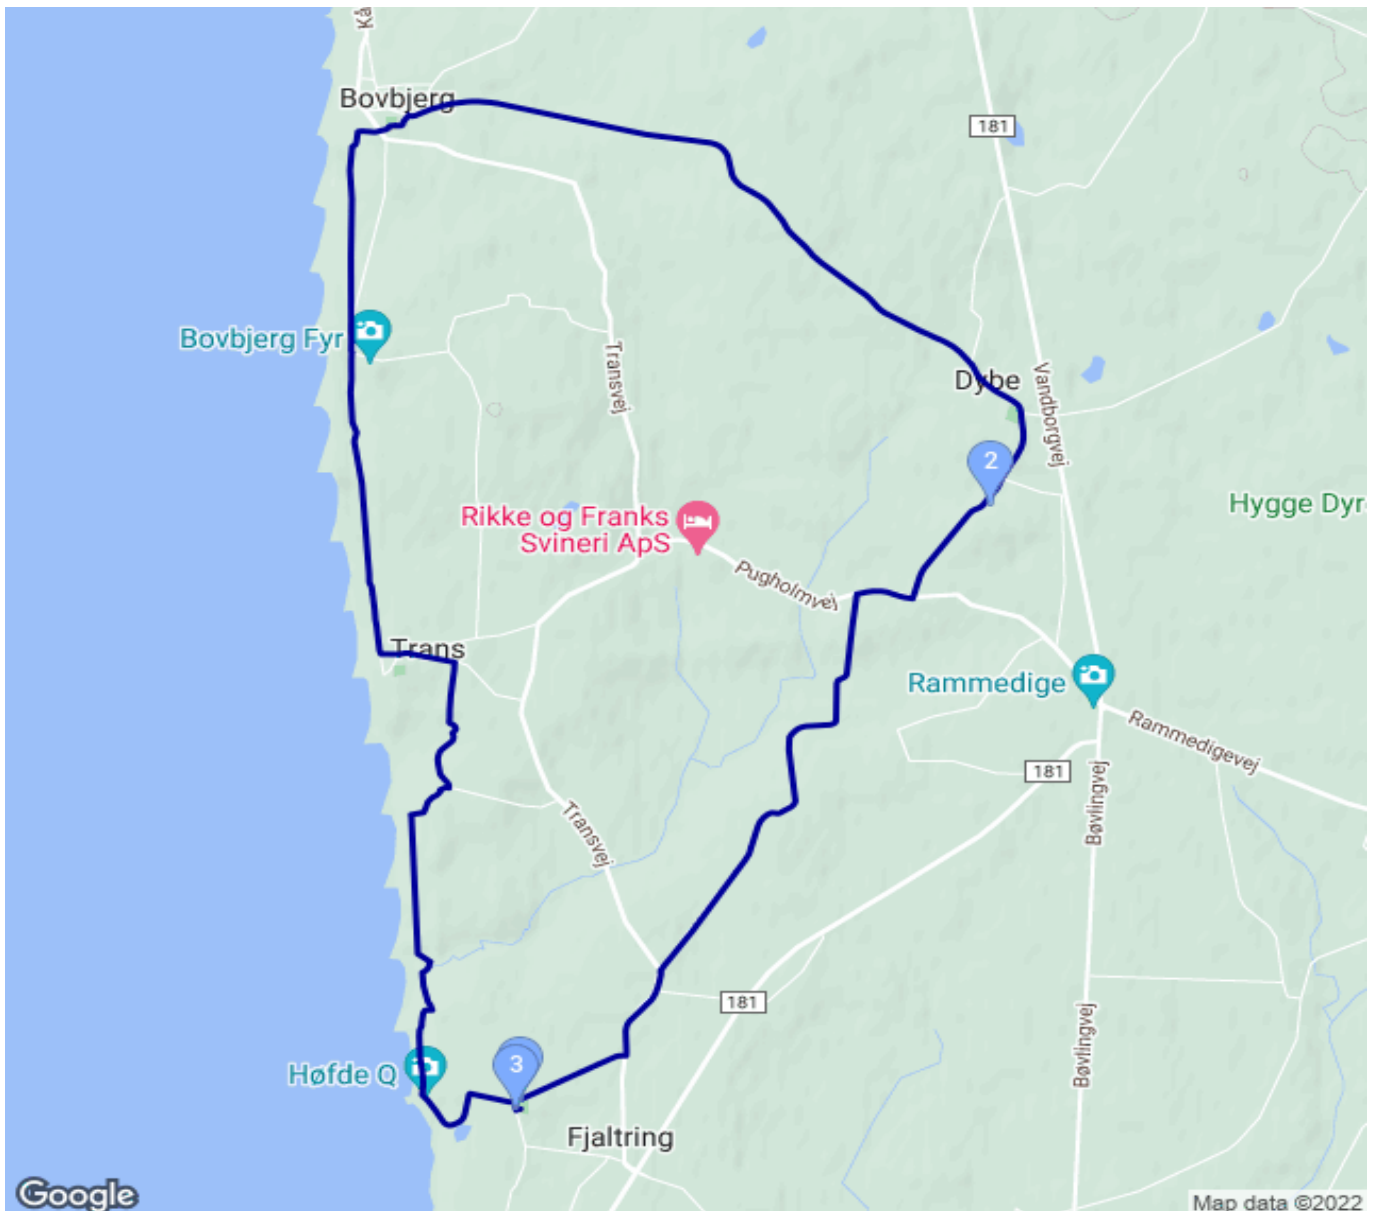 Kå
Bovbjerg
181
Bovbjerg Fyr
Transvej
Dybe
Vandborgvej
2
Rikke og Franks
Svineri ApS
Hygge Dyr
Pugholmvej
Trans
Rammedige
Rammedigevej
181
Bøvlingvej
Transvej
181
Bøvlingvej
Høfde Q
3
Fjaltring
Google
Map data ©2022